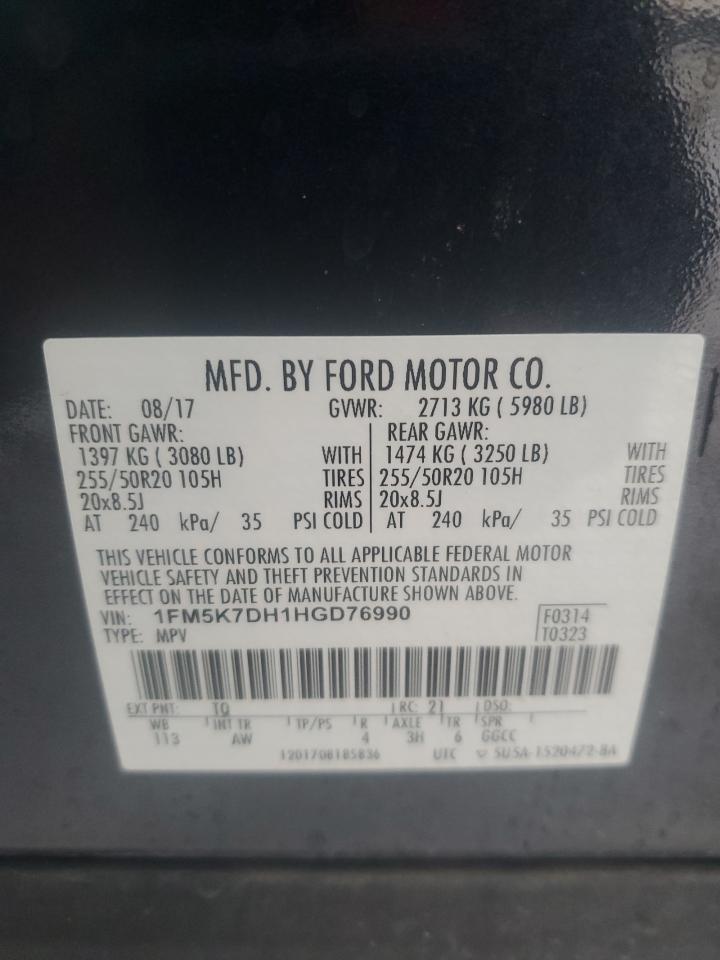 MFD. BY FORD MOTOR CO.
DATE: 08/17 GVWR: 2713 KG ( 5980 LB)
FRONT GAWR: REAR GAWR:
1397 KG ( 3080 LB) WITH 1474 KG ( 3250 LB) WITH
255/50R20 105H TIRES 255/50R20 105H TIRES
20x8.5J RIMS 20x8.5J RIMS
AT 240 kPa/ 35 PSI COLD AT 240 kPa/ 35 PSI COLD
THIS VEHICLE CONFORMS TO ALL APPLICABLE FEDERAL MOTOR
VEHICLE SAFETY AND THEFT PREVENTION STANDARDS IN
EFFECT ON THE DATE OF MANUFACTURE SHOWN ABOVE.
VIN: 1FM5K7DH1HGD76990 F0314
TYPE: MPV T0323
EXT PNT: TQ RC: 21 DSO:
WB INT TR TP/PS R AXLE TR SPR
113 AW 4 3H 6 GGCC
1201708185836 UTC SU5A-1520472-BA